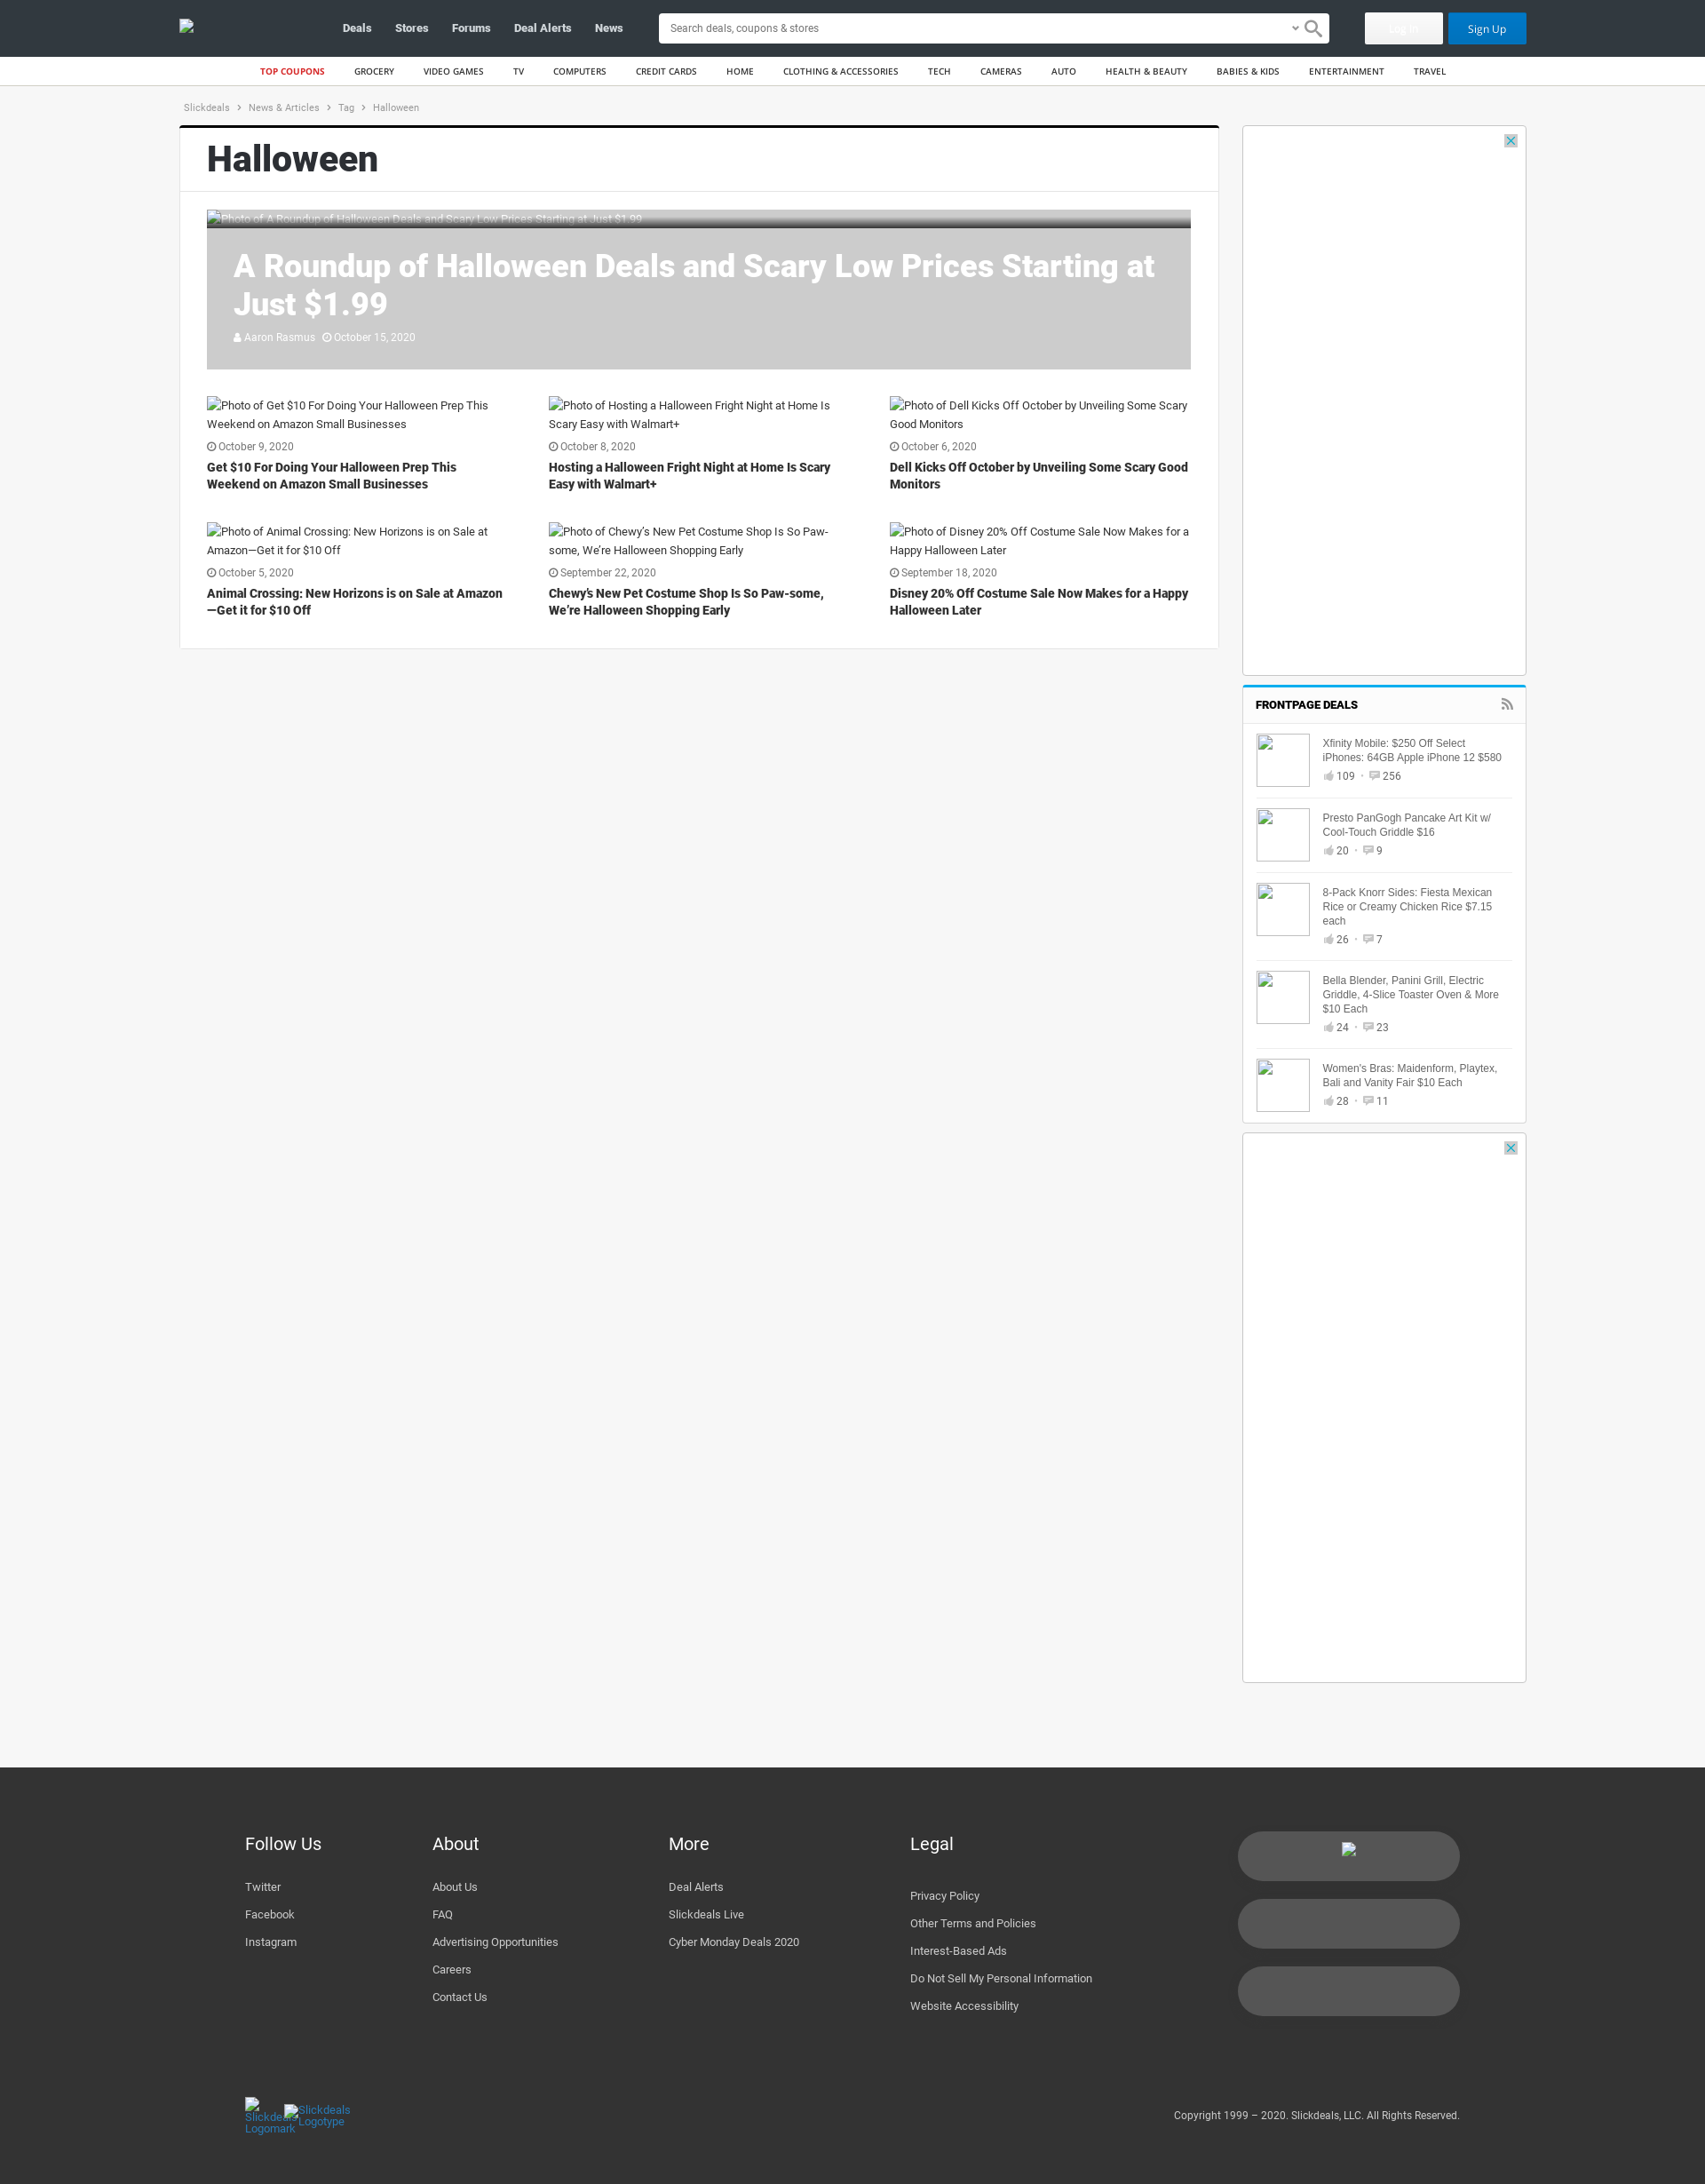 Deals Stores Forums Deal Alerts News
Search deals, coupons & stores
Log In Sign Up
TOP COUPONS GROCERY VIDEO GAMES TV COMPUTERS CREDIT CARDS HOME CLOTHING & ACCESSORIES TECH CAMERAS AUTO HEALTH & BEAUTY BABIES & KIDS ENTERTAINMENT TRAVEL
Slickdeals > News & Articles > Tag > Halloween
Halloween
Photo of A Roundup of Halloween Deals and Scary Low Prices Starting at Just $1.99
A Roundup of Halloween Deals and Scary Low Prices Starting at
Just $1.99
Aaron Rasmus October 15, 2020
Photo of Get $10 For Doing Your Halloween Prep This
Weekend on Amazon Small Businesses
October 9, 2020
Get $10 For Doing Your Halloween Prep This
Weekend on Amazon Small Businesses
Photo of Hosting a Halloween Fright Night at Home Is
Scary Easy with Walmart+
October 8, 2020
Hosting a Halloween Fright Night at Home Is Scary
Easy with Walmart+
Photo of Dell Kicks Off October by Unveiling Some Scary
Good Monitors
October 6, 2020
Dell Kicks Off October by Unveiling Some Scary Good
Monitors
Photo of Animal Crossing: New Horizons is on Sale at
Amazon—Get it for $10 Off
October 5, 2020
Animal Crossing: New Horizons is on Sale at Amazon
—Get it for $10 Off
Photo of Chewy’s New Pet Costume Shop Is So Paw-
some, We’re Halloween Shopping Early
September 22, 2020
Chewy’s New Pet Costume Shop Is So Paw-some,
We’re Halloween Shopping Early
Photo of Disney 20% Off Costume Sale Now Makes for a
Happy Halloween Later
September 18, 2020
Disney 20% Off Costume Sale Now Makes for a Happy
Halloween Later
FRONTPAGE DEALS
Xfinity Mobile: $250 Off Select
iPhones: 64GB Apple iPhone 12 $580
109 • 256
Presto PanGogh Pancake Art Kit w/
Cool-Touch Griddle $16
20 • 9
8-Pack Knorr Sides: Fiesta Mexican
Rice or Creamy Chicken Rice $7.15
each
26 • 7
Bella Blender, Panini Grill, Electric
Griddle, 4-Slice Toaster Oven & More
$10 Each
24 • 23
Women's Bras: Maidenform, Playtex,
Bali and Vanity Fair $10 Each
28 • 11
Follow Us
Twitter
Facebook
Instagram
About
About Us
FAQ
Advertising Opportunities
Careers
Contact Us
More
Deal Alerts
Slickdeals Live
Cyber Monday Deals 2020
Legal
Privacy Policy
Other Terms and Policies
Interest-Based Ads
Do Not Sell My Personal Information
Website Accessibility
Slickdeals
Logomark
Slickdeals
Logotype
Copyright 1999 – 2020. Slickdeals, LLC. All Rights Reserved.